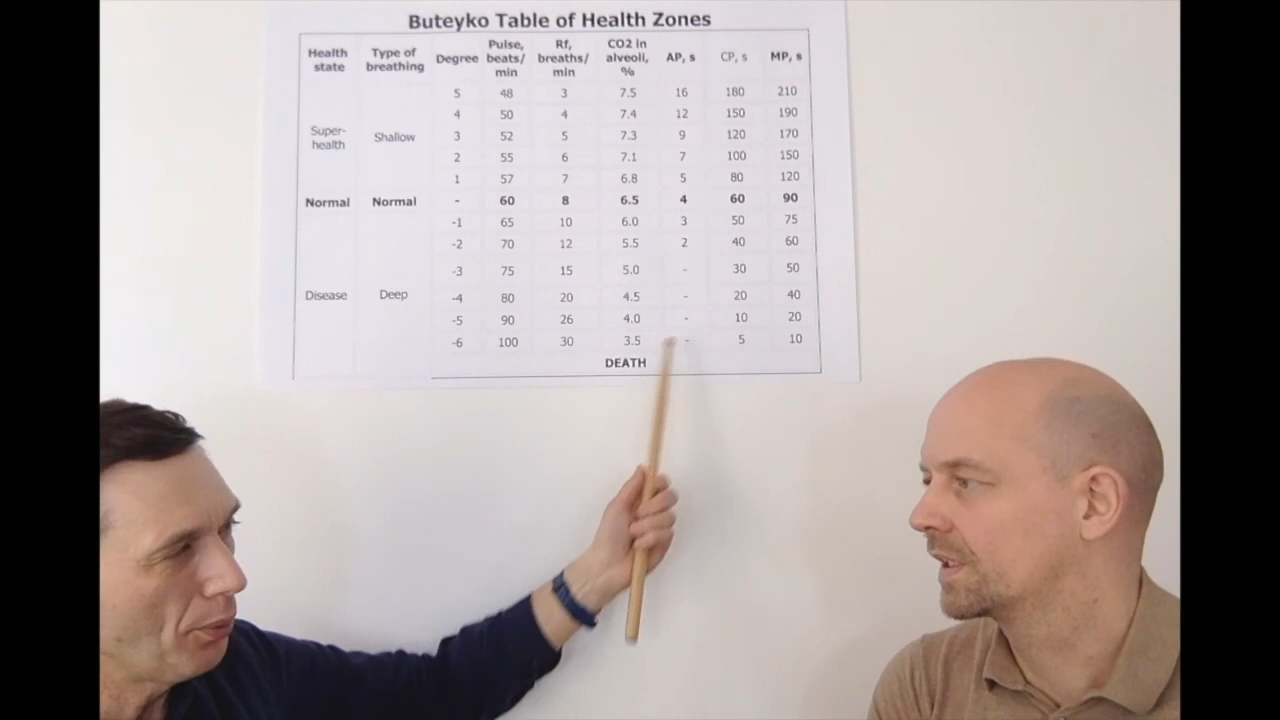 Buteyko Table of Health Zones
Health state Type of breathing Degree Pulse, beats/min Rf, breaths/min CO2 in alveoli, % AP, s CP, s MP, s
5 48 3 7.5 16 180 210
4 50 4 7.4 12 150 190
Super-health Shallow 3 52 5 7.3 9 120 170
2 55 6 7.1 7 100 150
1 57 7 6.8 5 80 120
Normal Normal - 60 8 6.5 4 60 90
-1 65 10 6.0 3 50 75
-2 70 12 5.5 2 40 60
-3 75 15 5.0 - 30 50
Disease Deep -4 80 20 4.5 - 20 40
-5 90 26 4.0 - 10 20
-6 100 30 3.5 - 5 10
DEATH